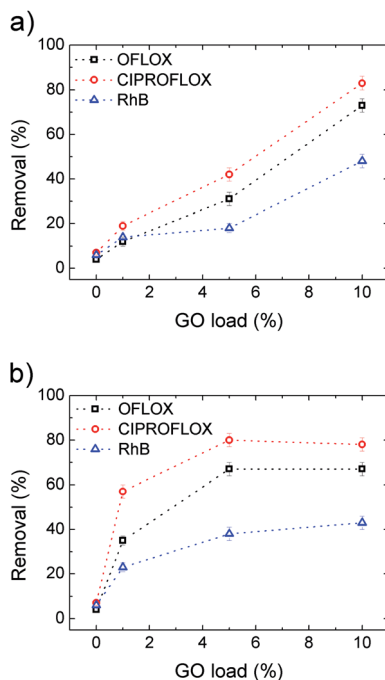 a)
100
80
60
40
20
0
Removal (%)
OFLOX
CIPROFLOX
RhB
0 2 4 6 8 10
GO load (%)
b)
100
80
60
40
20
0
Removal (%)
OFLOX
CIPROFLOX
RhB
0 2 4 6 8 10
GO load (%)